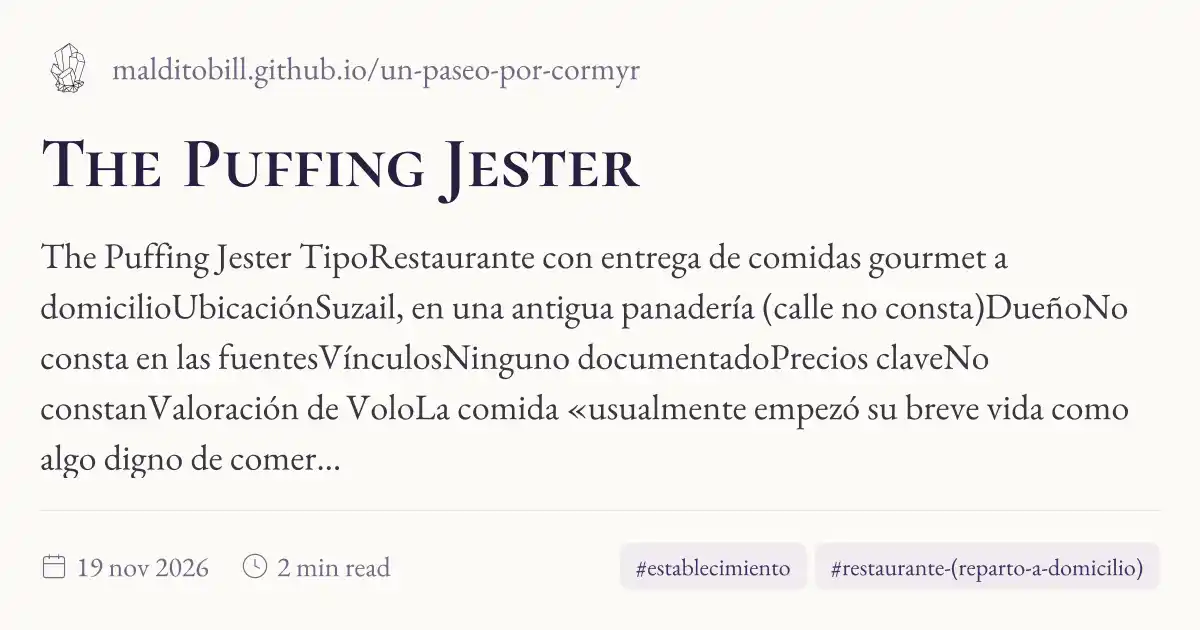 malditobill.github.io/un-paseo-por-cormyr
The Puffing Jester
The Puffing Jester TipoRestaurante con entrega de comidas gourmet a
domicilioUbicaciónSuzail, en una antigua panadería (calle no consta)DueñoNo
consta en las fuentesVínculosNinguno documentadoPrecios claveNo
constanValoración de VoloLa comida «usualmente empezó su breve vida como
algo digno de comer...
19 nov 2026
2 min read
#establecimiento
#restaurante-(reparto-a-domicilio)